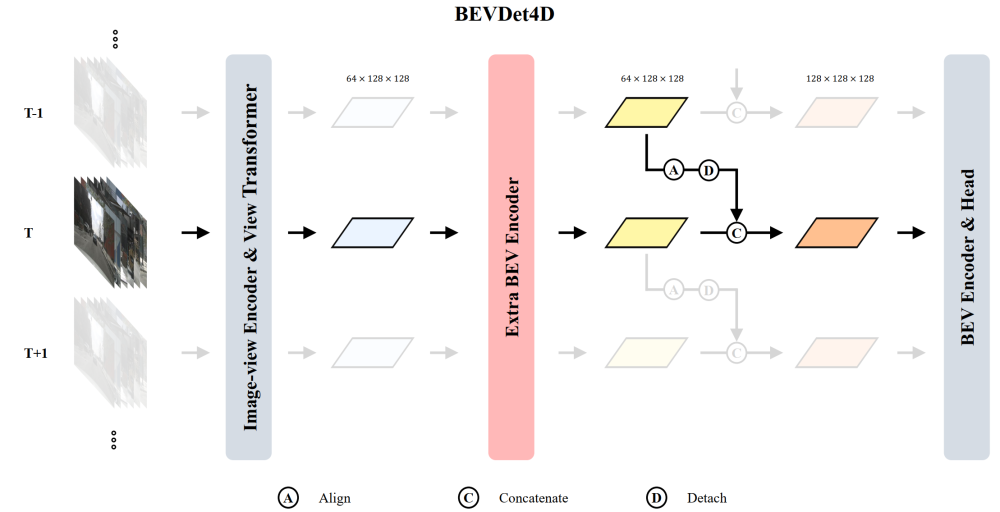 BEVDet4D
64 × 128 × 128
64 × 128 × 128
128 × 128 × 128
T-1
C
A
D
T
C
A
D
T+1
C
Image-view Encoder & View Transformer
Extra BEV Encoder
BEV Encoder & Head
A Align
C Concatenate
D Detach